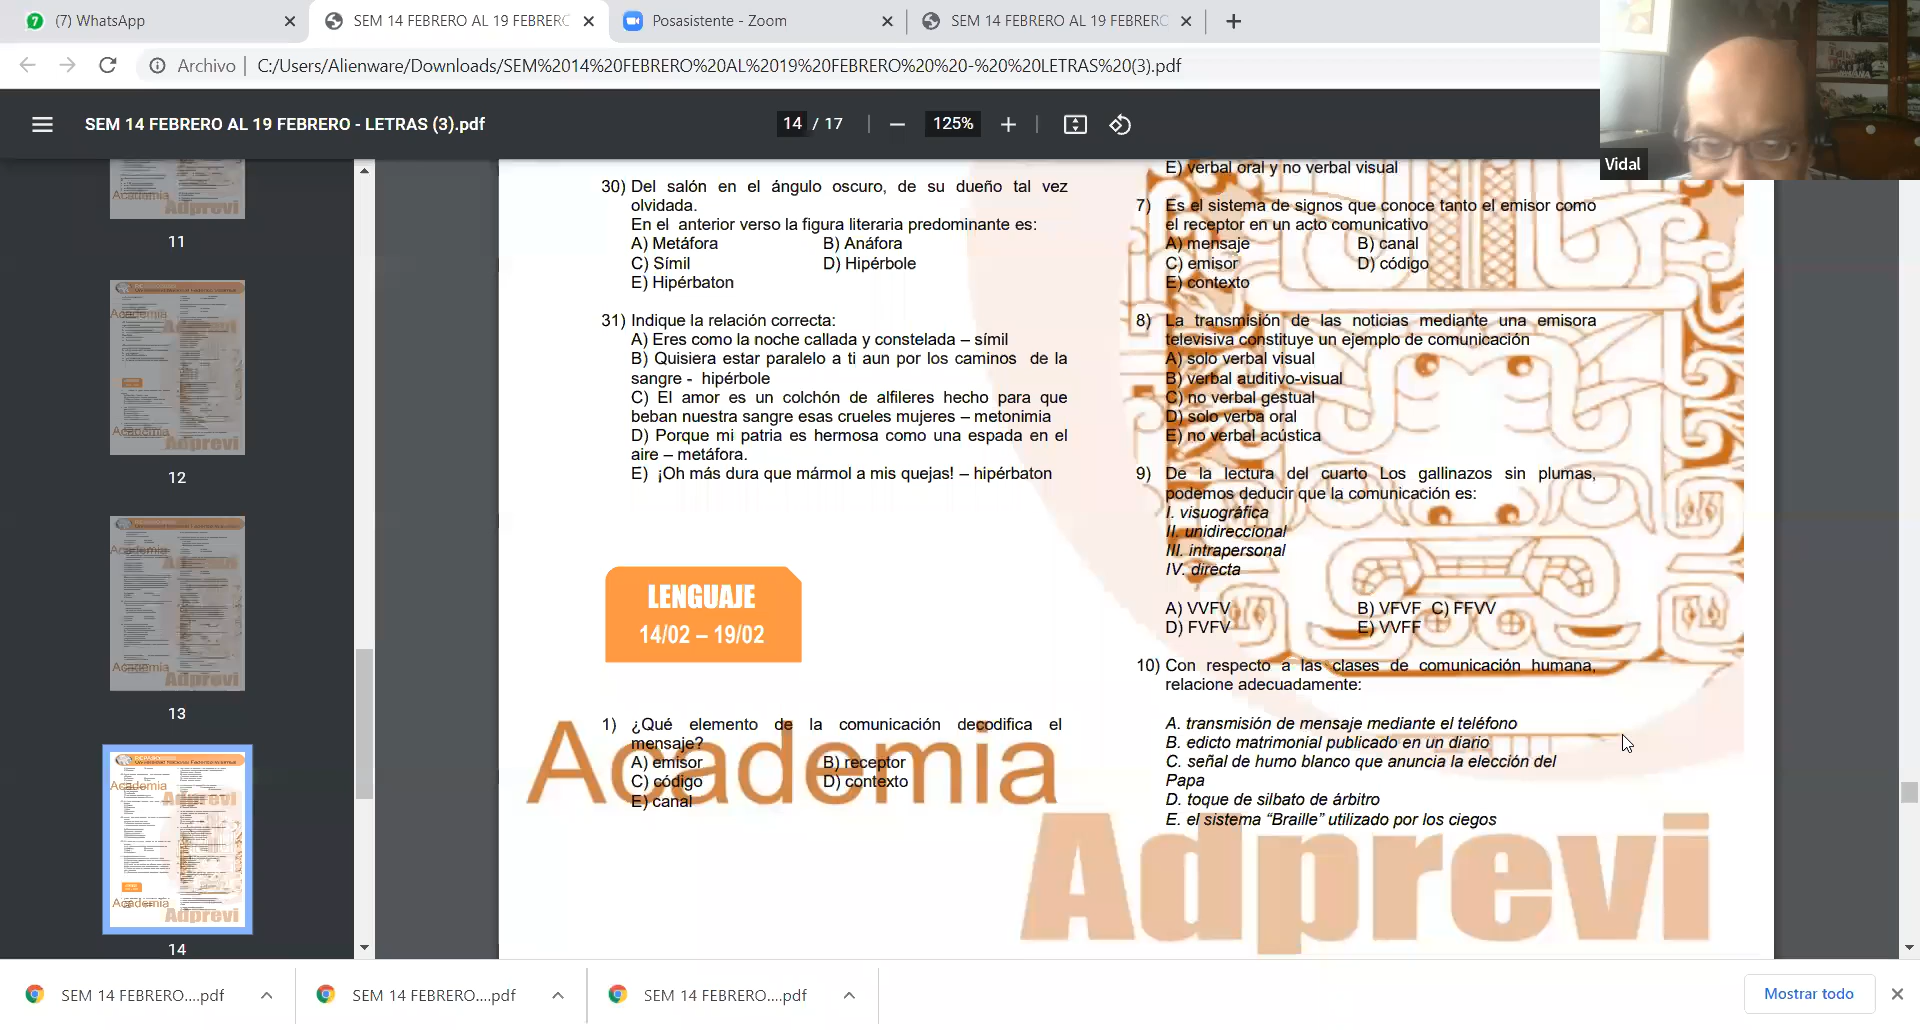 (7) WhatsApp
SEM 14 FEBRERO AL 19 FEBRERO
Posasistente - Zoom
SEM 14 FEBRERO AL 19 FEBRERO
Archivo
C:/Users/Alienware/Downloads/SEM%2014%20FEBRERO%20AL%2019%20FEBRERO%20%20-%20%20LETRAS%20(3).pdf
SEM 14 FEBRERO AL 19 FEBRERO - LETRAS (3).pdf
14 / 17
125%
Vidal
Academia
Adprevi
11
Academia
Academia
Adprevi
12
Academia
Academia
Adprevi
13
Academia
Academia
Adprevi
14
30) Del salón en el ángulo oscuro, de su dueño tal vez
olvidada.
En el anterior verso la figura literaria predominante es:
A) Metáfora B) Anáfora
C) Símil D) Hipérbole
E) Hipérbaton
31) Indique la relación correcta:
A) Eres como la noche callada y constelada – símil
B) Quisiera estar paralelo a ti aun por los caminos de la
sangre - hipérbole
C) El amor es un colchón de alfileres hecho para que
beban nuestra sangre esas crueles mujeres – metonimia
D) Porque mi patria es hermosa como una espada en el
aire – metáfora.
E) ¡Oh más dura que mármol a mis quejas! – hipérbaton
LENGUAJE
14/02 – 19/02
1) ¿Qué elemento de la comunicación decodifica el
mensaje?
A) emisor B) receptor
C) código D) contexto
E) canal
Academia
E) verbal oral y no verbal visual
7) Es el sistema de signos que conoce tanto el emisor como
el receptor en un acto comunicativo
A) mensaje B) canal
C) emisor D) código
E) contexto
8) La transmisión de las noticias mediante una emisora
televisiva constituye un ejemplo de comunicación
A) solo verbal visual
B) verbal auditivo-visual
C) no verbal gestual
D) solo verba oral
E) no verbal acústica
9) De la lectura del cuarto Los gallinazos sin plumas,
podemos deducir que la comunicación es:
I. visuográfica
II. unidireccional
III. intrapersonal
IV. directa
A) VVFV B) VFVF C) FFVV
D) FVFV E) VVFF
10) Con respecto a las clases de comunicación humana,
relacione adecuadamente:
A. transmisión de mensaje mediante el teléfono
B. edicto matrimonial publicado en un diario
C. señal de humo blanco que anuncia la elección del
Papa
D. toque de silbato de árbitro
E. el sistema “Braille” utilizado por los ciegos
Adprevi
SEM 14 FEBRERO....pdf
SEM 14 FEBRERO....pdf
SEM 14 FEBRERO....pdf
Mostrar todo